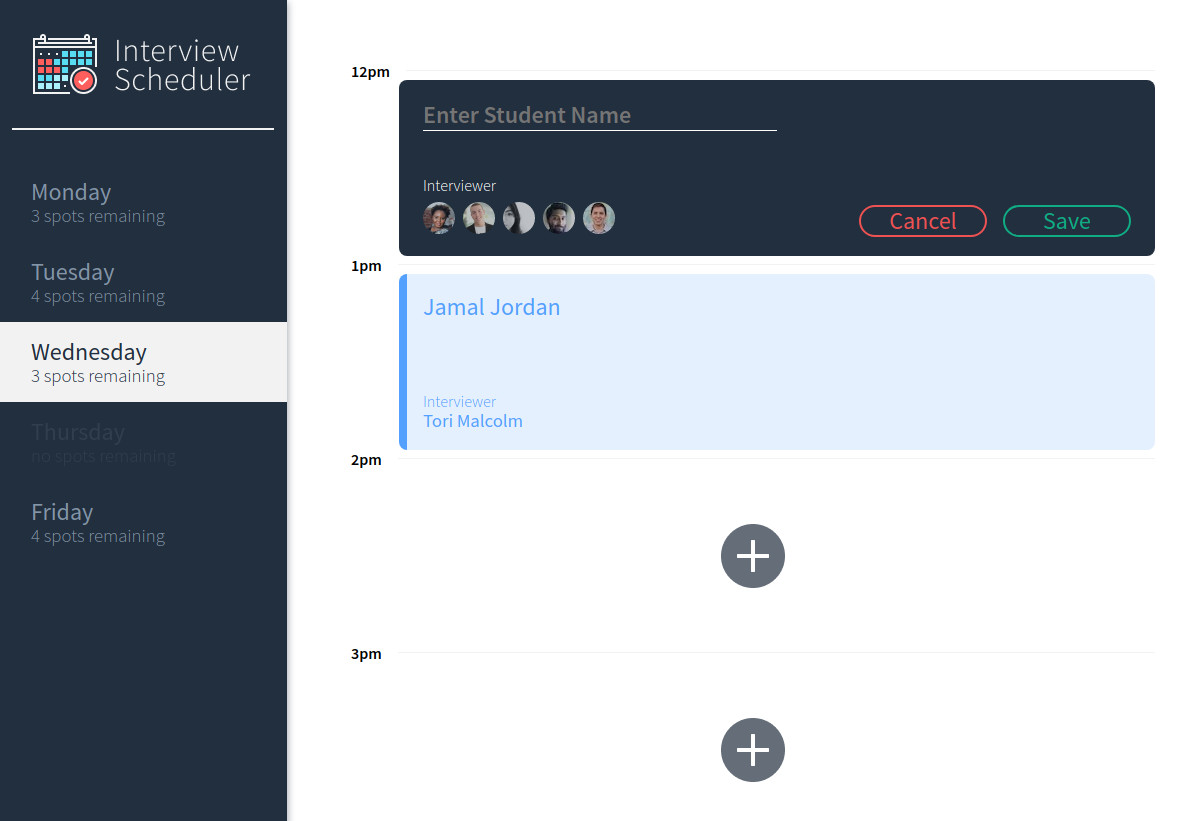 Interview
Scheduler
Monday
3 spots remaining
Tuesday
4 spots remaining
Wednesday
3 spots remaining
Thursday
no spots remaining
Friday
4 spots remaining
12pm
Enter Student Name
Interviewer
Cancel
Save
1pm
Jamal Jordan
Interviewer
Tori Malcolm
2pm
3pm